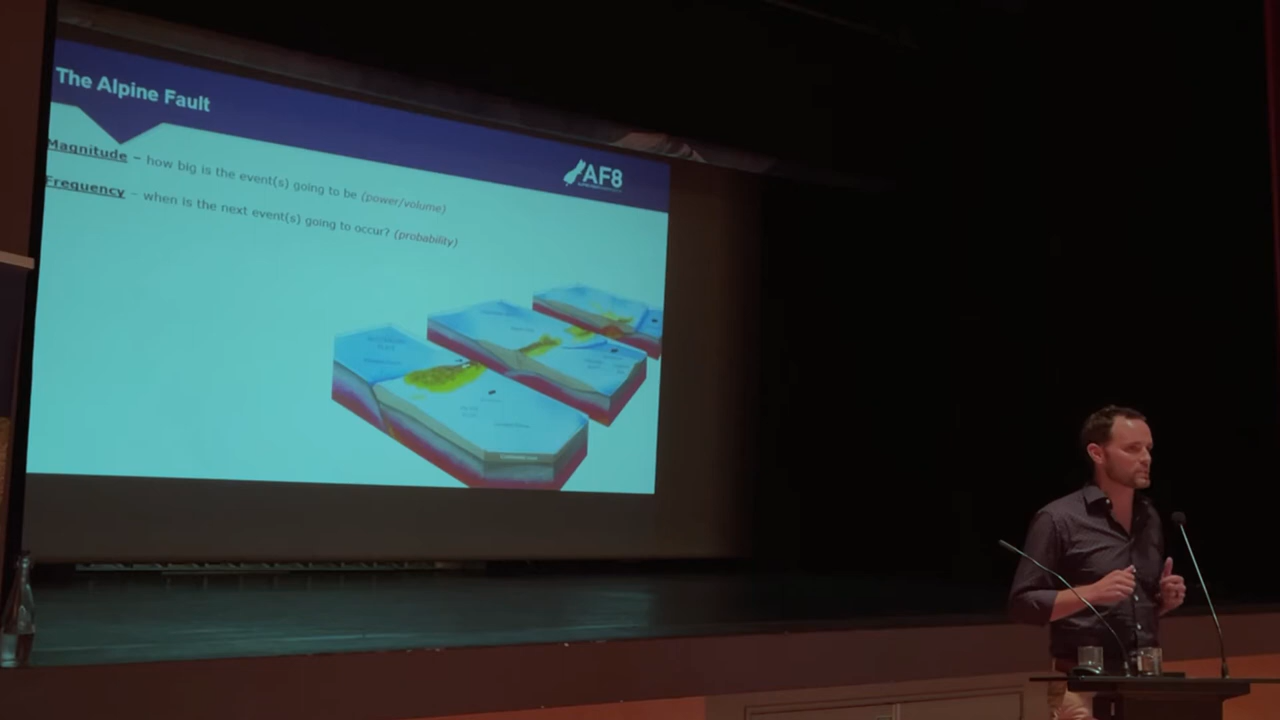 The Alpine Fault
AF8
Magnitude – how big is the event(s) going to be (power/volume)
Frequency – when is the next event(s) going to occur? (probability)